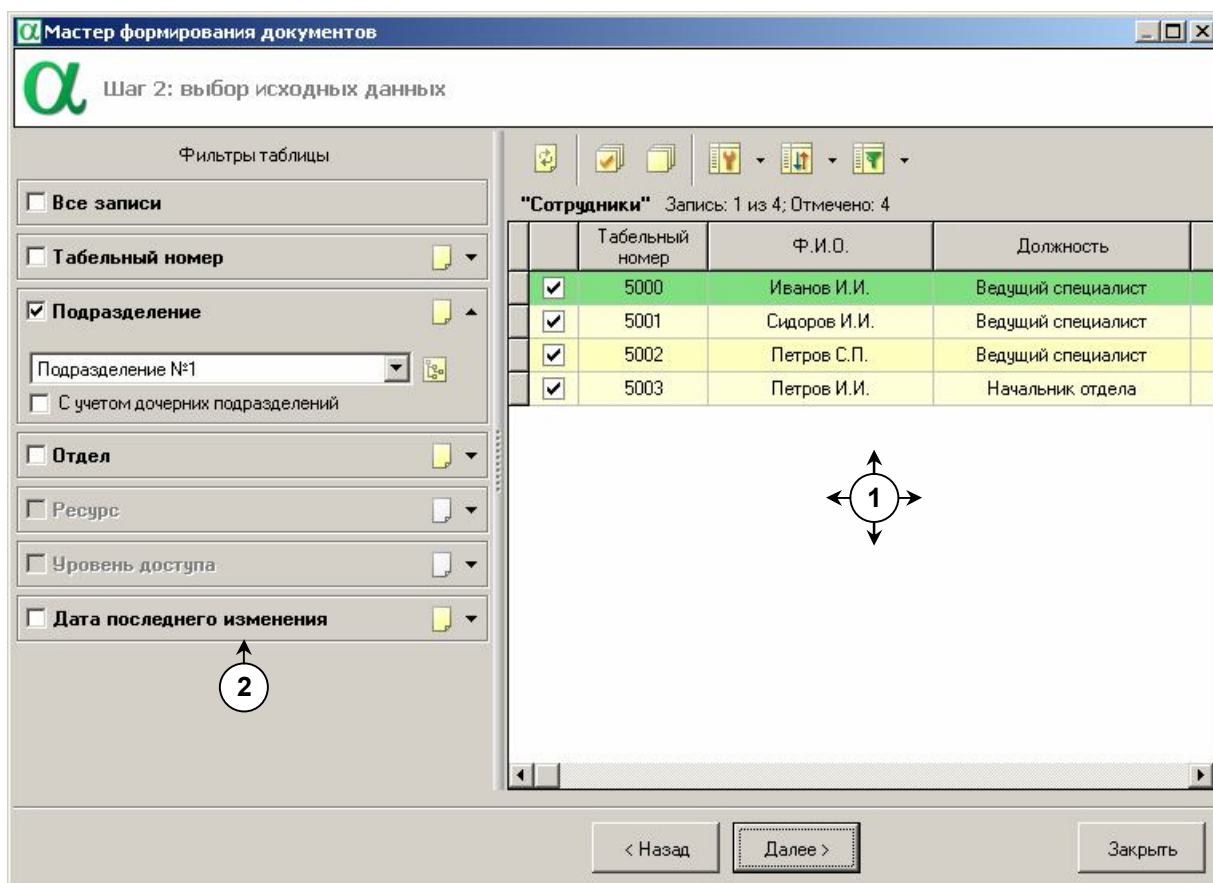 Мастер формирования документов
Шаг 2: выбор исходных данных
Фильтры таблицы
Все записи
Табельный номер
Подразделение
Подразделение №1
С учетом дочерних подразделений
Отдел
Ресурс
Уровень доступа
Дата последнего изменения
2
"Сотрудники" Запись: 1 из 4; Отмечено: 4
Табельный номер Ф.И.О. Должность
5000 Иванов И.И. Ведущий специалист
5001 Сидоров И.И. Ведущий специалист
5002 Петров С.П. Ведущий специалист
5003 Петров И.И. Начальник отдела
1
< Назад Далее > Закрыть